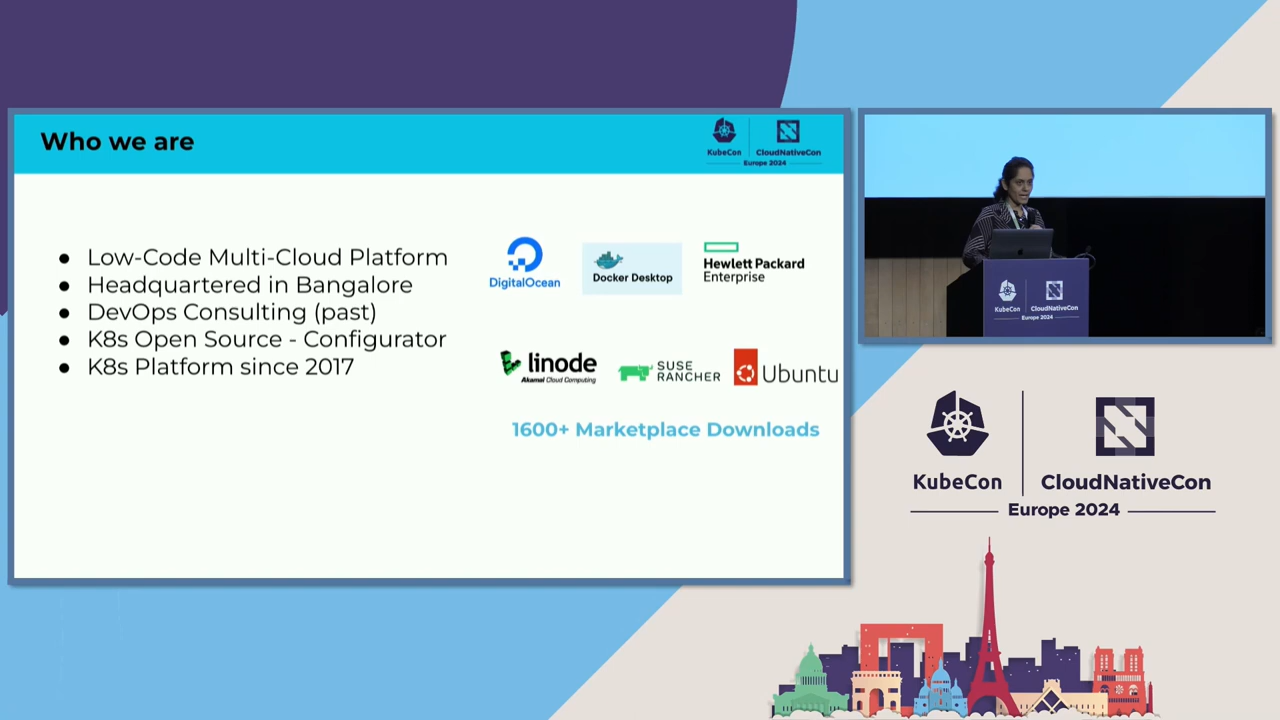 Who we are
KubeCon
CloudNativeCon
Europe 2024
● Low-Code Multi-Cloud Platform
● Headquartered in Bangalore
● DevOps Consulting (past)
● K8s Open Source - Configurator
● K8s Platform since 2017
DigitalOcean
Docker Desktop
Hewlett Packard
Enterprise
linode
Akamai Cloud Computing
SUSE
RANCHER
Ubuntu
1600+ Marketplace Downloads
KubeCon
CloudNativeCon
Europe 2024
KubeCon
CloudNativeCon
Europe 2024